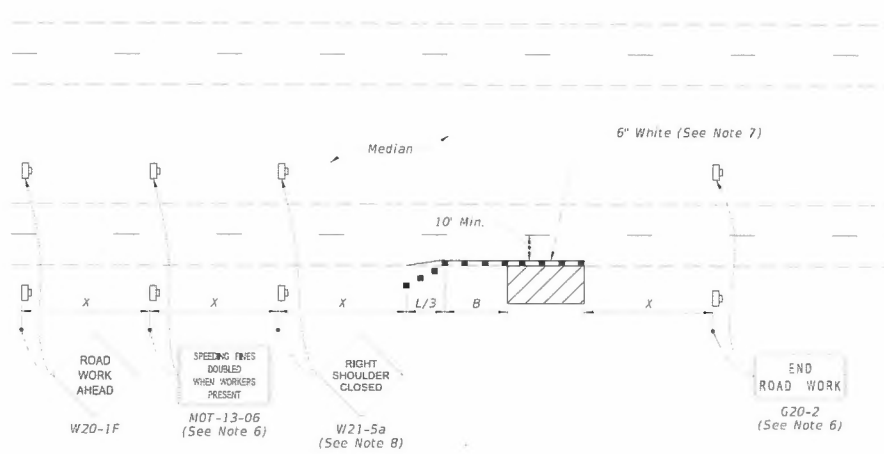 6" White (See Note 7)
Median
10' Min.
X
X
X
L/3
B
X
ROAD
WORK
AHEAD
W20-1F
SPEEDING FINES
DOUBLED
WHEN WORKERS
PRESENT
MOT-13-06
(See Note 6)
RIGHT
SHOULDER
CLOSED
W21-5a
(See Note 8)
END
ROAD WORK
G20-2
(See Note 6)